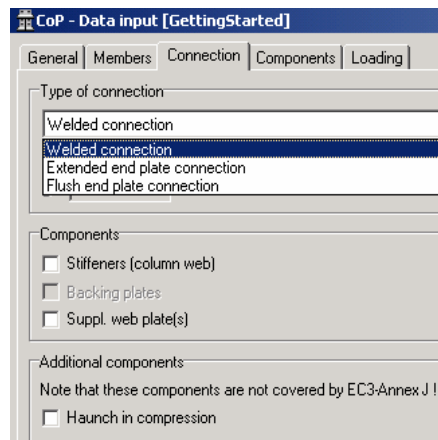 CoP - Data input [GettingStarted]
General Members Connection Components Loading
Type of connection
Welded connection
Welded connection
Extended end plate connection
Flush end plate connection
Components
Stiffeners (column web)
Backing plates
Suppl. web plate(s)
Additional components
Note that these components are not covered by EC3-Annex J !
Haunch in compression